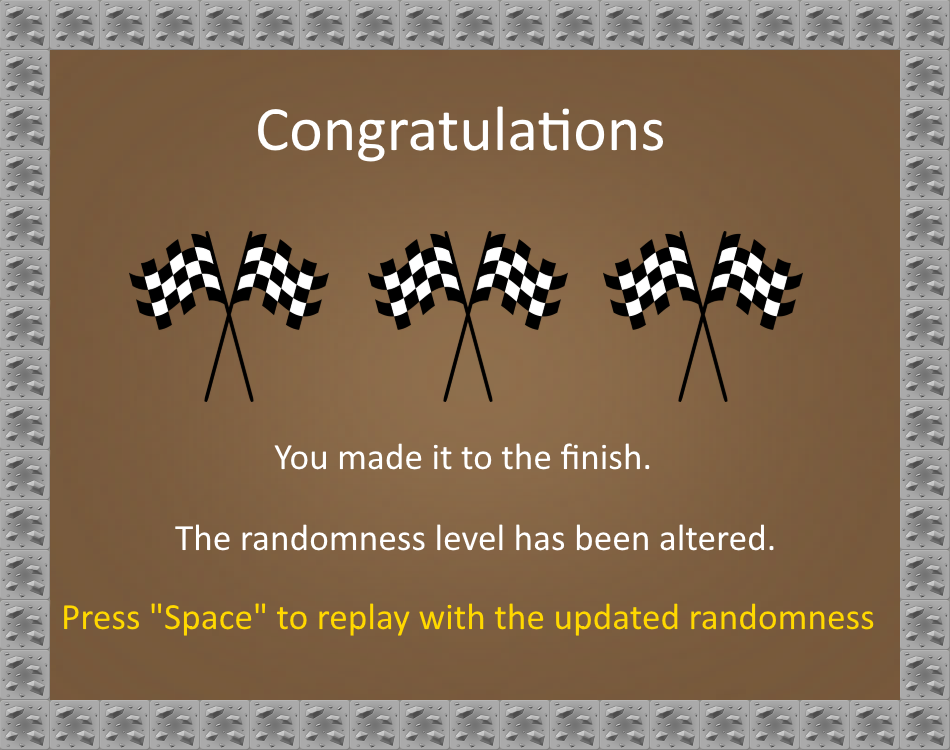 Congratulations
You made it to the finish.
The randomness level has been altered.
Press "Space" to replay with the updated randomness